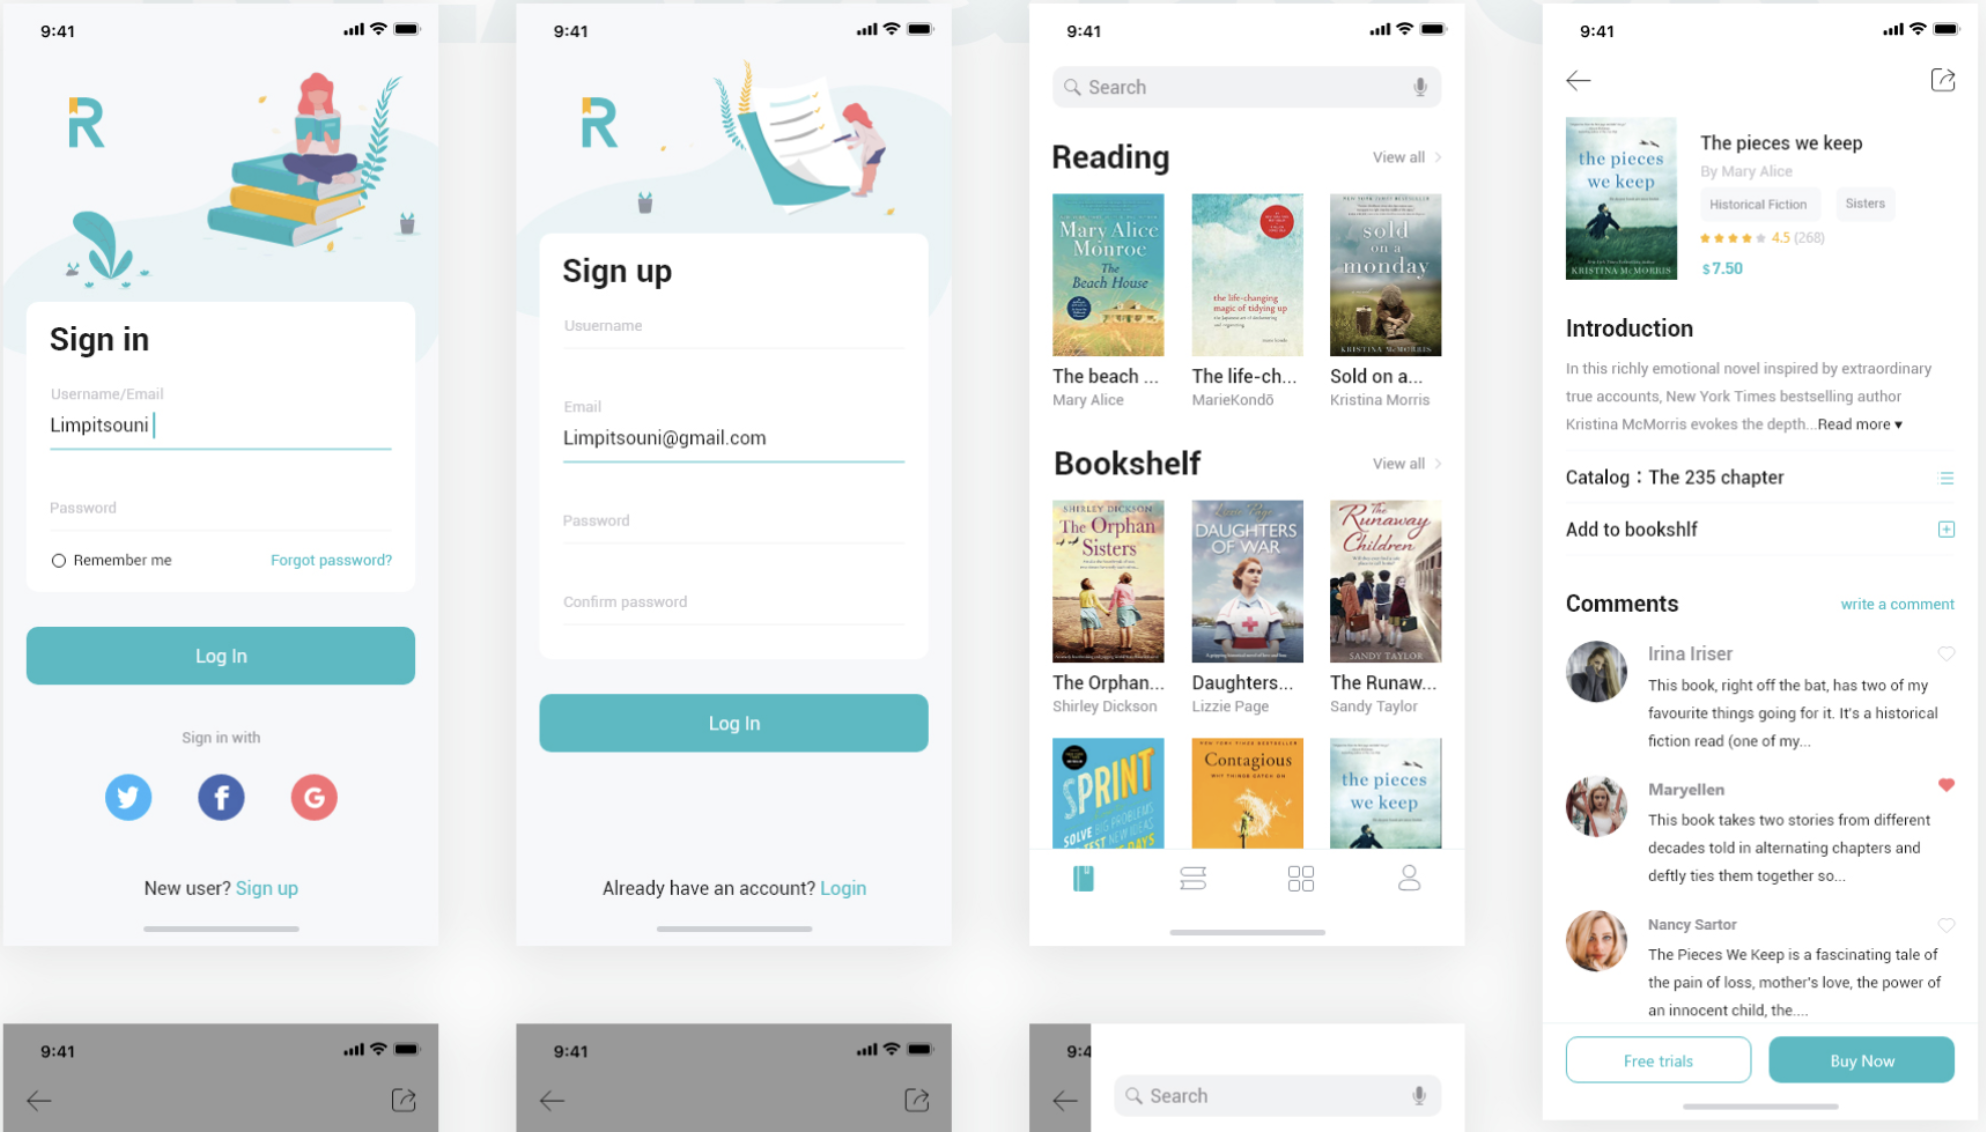 9:41
R
Sign in
Username/Email
Limpitsouni
Password
Remember me
Forgot password?
Log In
Sign in with
f
G
New user? Sign up
9:41
R
Sign up
Usuername
Email
Limpitsouni@gmail.com
Password
Confirm password
Log In
Already have an account? Login
9:41
Search
Reading
View all
Mary Alice
Monroe
The
Beach House
the life-changing
magic of tidying up
sold
on a
monday
KRISTINA McMORRIS
The beach ...
Mary Alice
The life-ch...
MarieKondō
Sold on a...
Kristina Morris
Bookshelf
View all
SHIRLEY DICKSON
The Orphan
Sisters
Lizzie Page
DAUGHTERS
OF WAR
The
Runaway
Children
SANDY TAYLOR
The Orphan...
Shirley Dickson
Daughters...
Lizzie Page
The Runaw...
Sandy Taylor
SPRINT
SOLVE BIG PROBLEMS
TEST NEW IDEAS
DAYS
NEW YORK TIMES BESTSELLER
Contagious
WHY THINGS CATCH ON
the pieces
we keep
9:41
the pieces
we keep
KRISTINA McMORRIS
The pieces we keep
By Mary Alice
Historical Fiction
Sisters
4.5 (268)
$7.50
Introduction
In this richly emotional novel inspired by extraordinary
true accounts, New York Times bestselling author
Kristina McMorris evokes the depth...Read more ▾
Catalog：The 235 chapter
Add to bookshlf
Comments
write a comment
Irina Iriser
This book, right off the bat, has two of my
favourite things going for it. It's a historical
fiction read (one of my...
Maryellen
This book takes two stories from different
decades told in alternating chapters and
deftly ties them together so...
Nancy Sartor
The Pieces We Keep is a fascinating tale of
the pain of loss, mother's love, the power of
an innocent child, the....
Free trials
Buy Now
9:41
9:41
9:4
Search